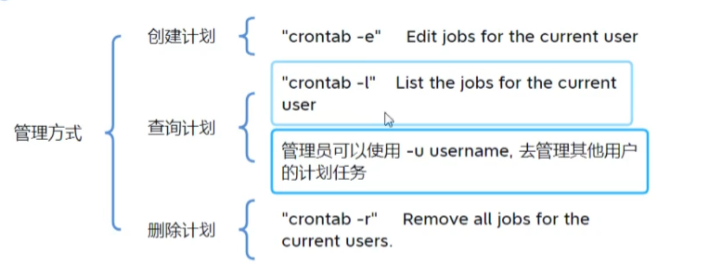 创建计划
"crontab -e" Edit jobs for the current user
管理方式
查询计划
"crontab -l" List the jobs for the current
user
管理员可以使用 -u username, 去管理其他用户
的计划任务
删除计划
"crontab -r" Remove all jobs for the
current users.